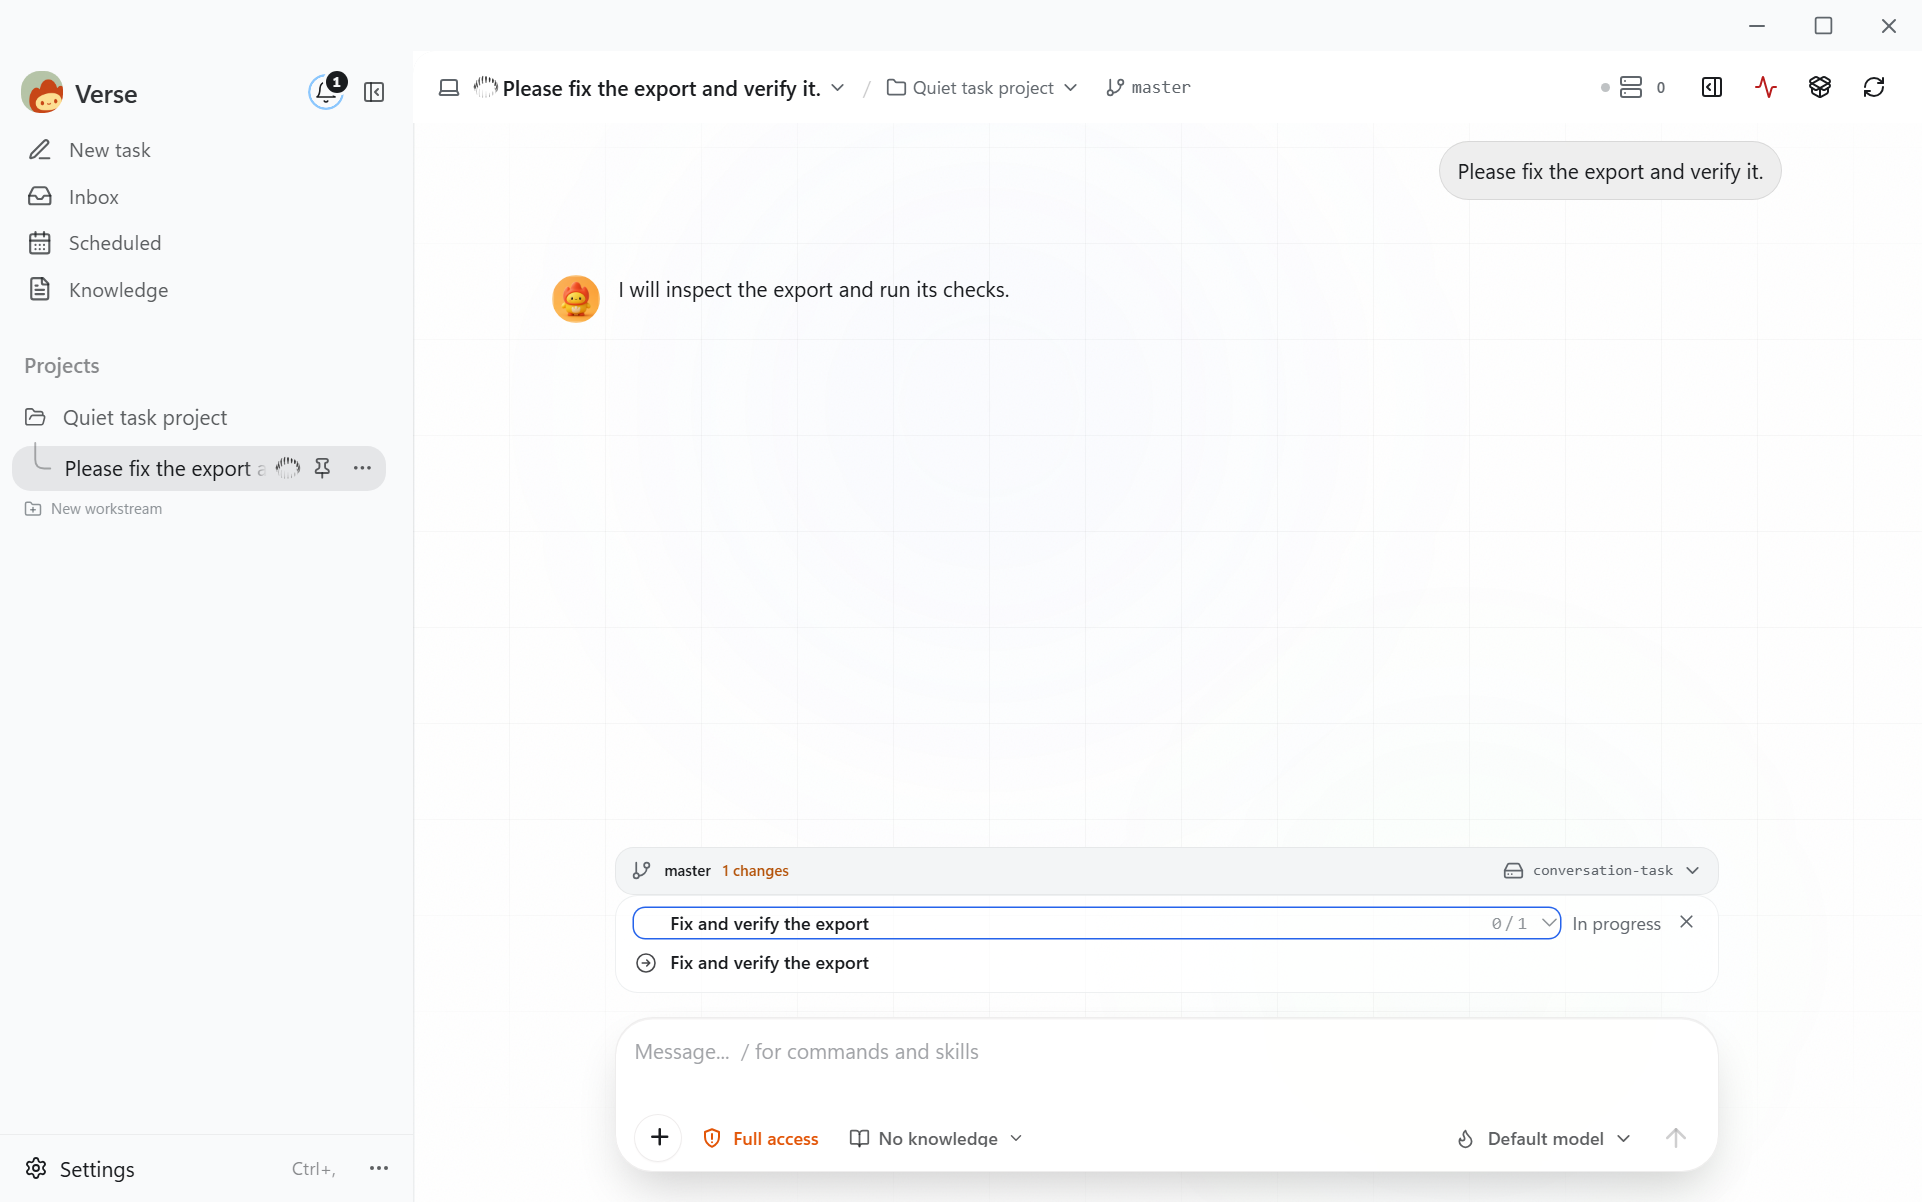 Verse
1
New task
Inbox
Scheduled
Knowledge
Projects
Quiet task project
Please fix the export a
New workstream
Settings
Ctrl+,
Please fix the export and verify it.
/
Quiet task project
master
0
Please fix the export and verify it.
I will inspect the export and run its checks.
master 1 changes
conversation-task
Fix and verify the export
0/1
In progress
Fix and verify the export
Message... / for commands and skills
Full access
No knowledge
Default model